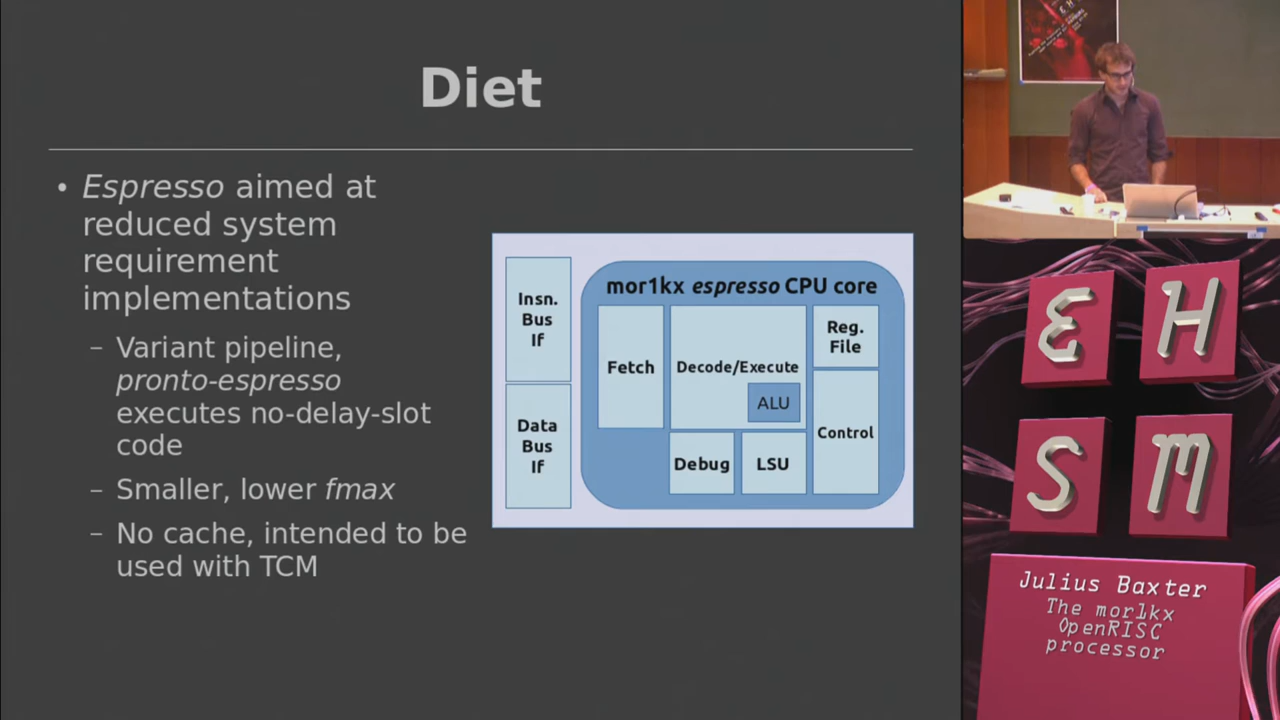 Diet
• Espresso aimed at
reduced system
requirement
implementations
– Variant pipeline,
pronto-espresso
executes no-delay-slot
code
– Smaller, lower fmax
– No cache, intended to be
used with TCM
Insn.
Bus
If
Data
Bus
If
mor1kx espresso CPU core
Fetch
Decode/Execute
ALU
Reg.
File
Control
Debug
LSU
E H
S M
Julius Baxter
The mor1kx
OpenRISC
processor